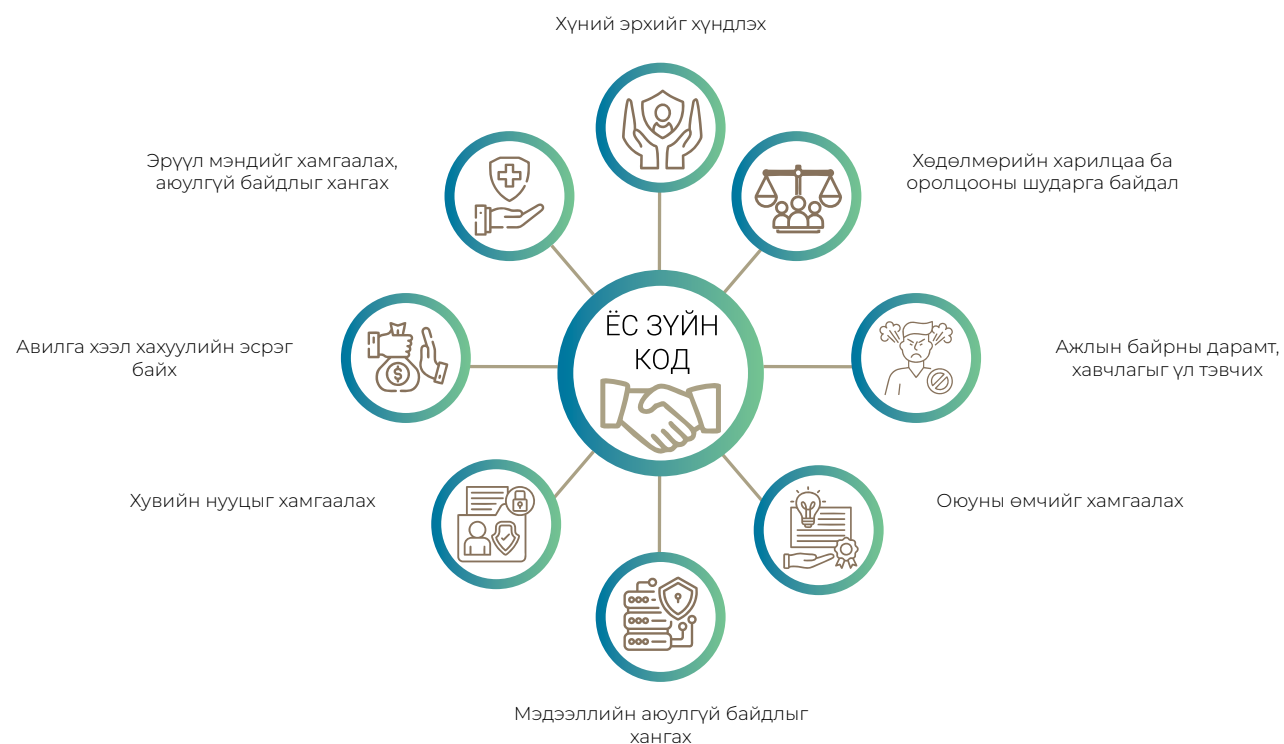 Хүний эрхийг хүндлэх
Эрүүл мэндийг хамгаалах,
аюулгүй байдлыг хангах
Хөдөлмөрийн харилцаа ба
оролцооны шударга байдал
ЁС ЗҮЙН
КОД
Авилга хээл хахуулийн эсрэг
байх
Ажлын байрны дарамт,
хавчлагыг үл тэвчих
Хувийн нууцыг хамгаалах
Оюуны өмчийг хамгаалах
Мэдээллийн аюулгүй байдлыг
хангах